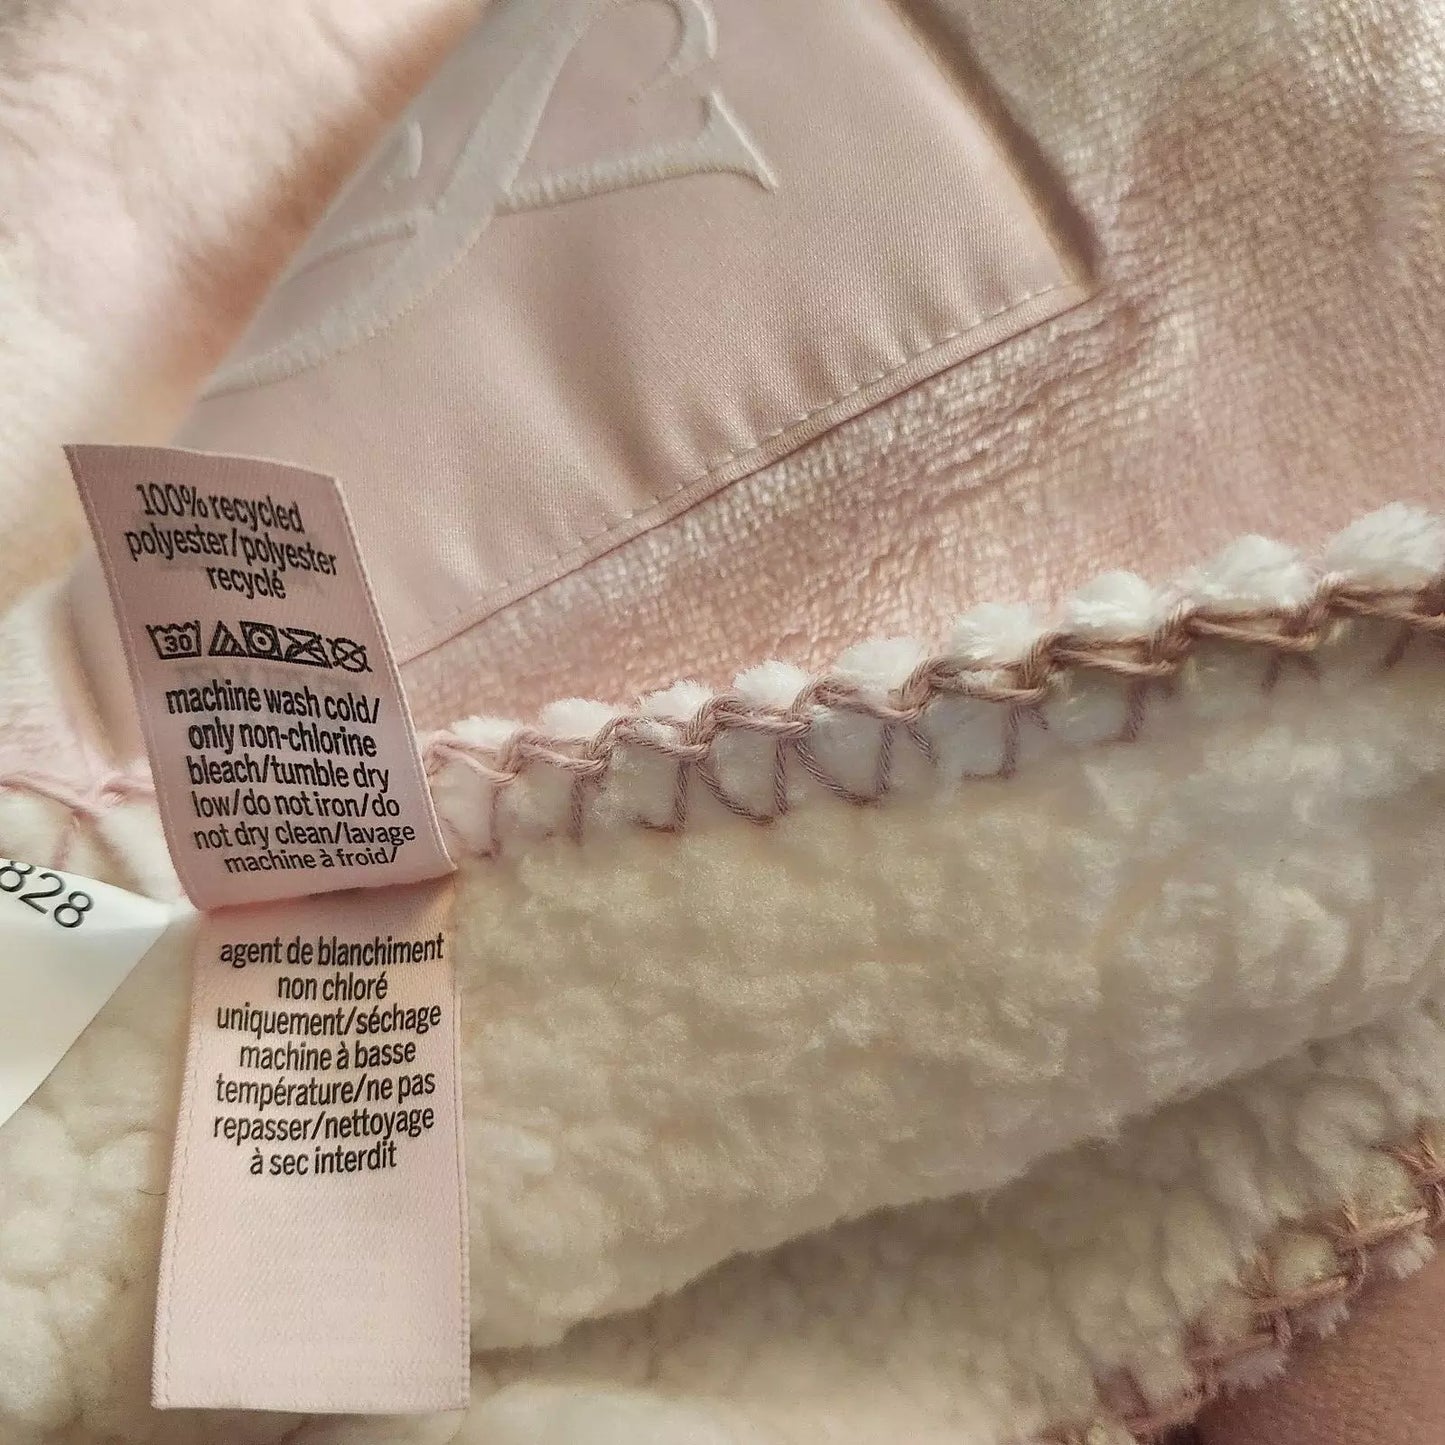 100% recycled
polyester/polyester
recyclé
30
machine wash cold/
only non-chlorine
bleach/tumble dry
low/do not iron/do
not dry clean/lavage
machine à froid/
828
agent de blanchiment
non chloré
uniquement/séchage
machine à basse
température/ne pas
repasser/nettoyage
à sec interdit